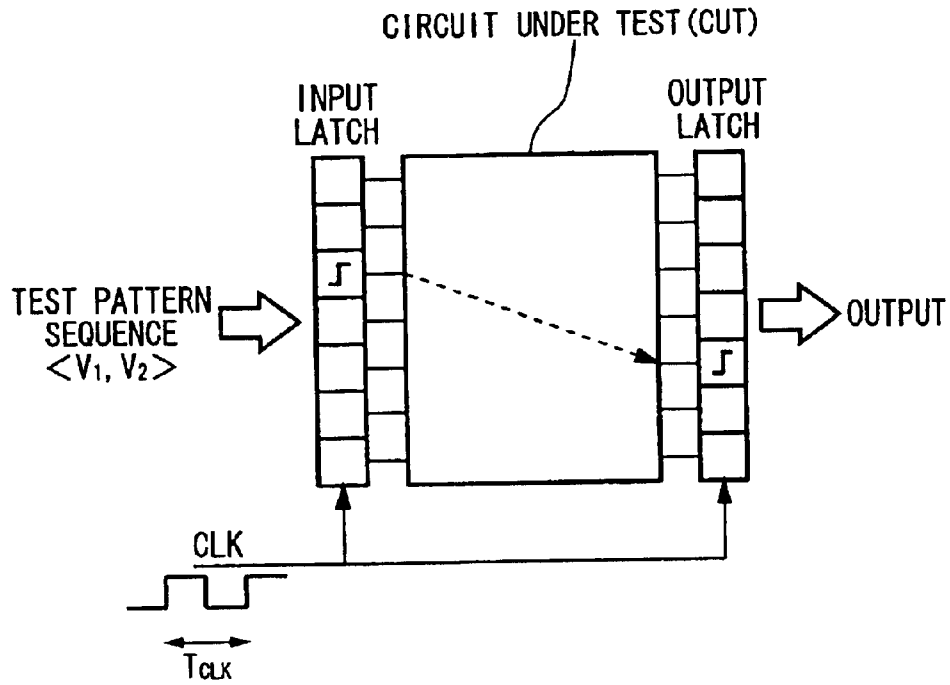 CIRCUIT UNDER TEST(CUT)
INPUT
LATCH
OUTPUT
LATCH
TEST PATTERN
SEQUENCE
<V1, V2>
OUTPUT
CLK
TCLK